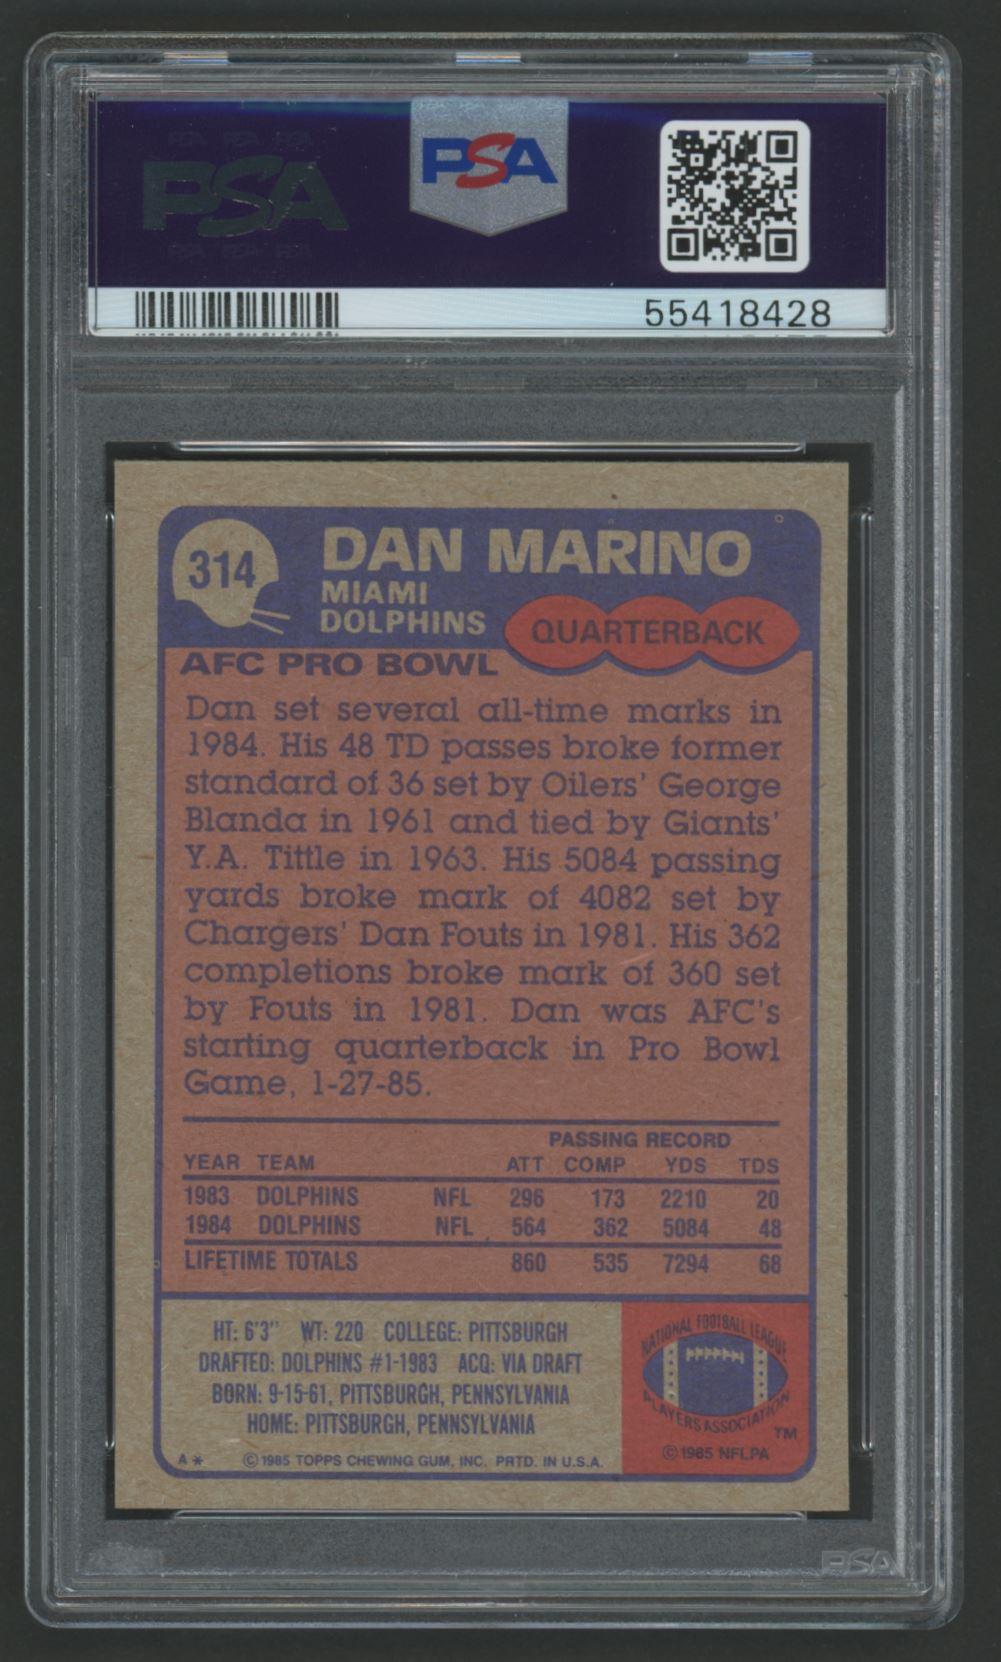 PSA PSA PSA
PSA
PSA PSA PSA
PSA
55418428
314
DAN MARINO
MIAMI
DOLPHINS
QUARTERBACK
AFC PRO BOWL
Dan set several all-time marks in
1984. His 48 TD passes broke former
standard of 36 set by Oilers' George
Blanda in 1961 and tied by Giants'
Y.A. Tittle in 1963. His 5084 passing
yards broke mark of 4082 set by
Chargers' Dan Fouts in 1981. His 362
completions broke mark of 360 set
by Fouts in 1981. Dan was AFC's
starting quarterback in Pro Bowl
Game, 1-27-85.
PASSING RECORD
YEAR TEAM ATT COMP YDS TDS
1983 DOLPHINS NFL 296 173 2210 20
1984 DOLPHINS NFL 564 362 5084 48
LIFETIME TOTALS 860 535 7294 68
HT: 6'3" WT: 220 COLLEGE: PITTSBURGH
DRAFTED: DOLPHINS #1-1983 ACQ: VIA DRAFT
BORN: 9-15-61, PITTSBURGH, PENNSYLVANIA
HOME: PITTSBURGH, PENNSYLVANIA
A * © 1985 TOPPS CHEWING GUM, INC. PRTD. IN U.S.A.
NATIONAL FOOTBALL LEAGUE
PLAYERS ASSOCIATION
TM
© 1985 NFLPA
PSA